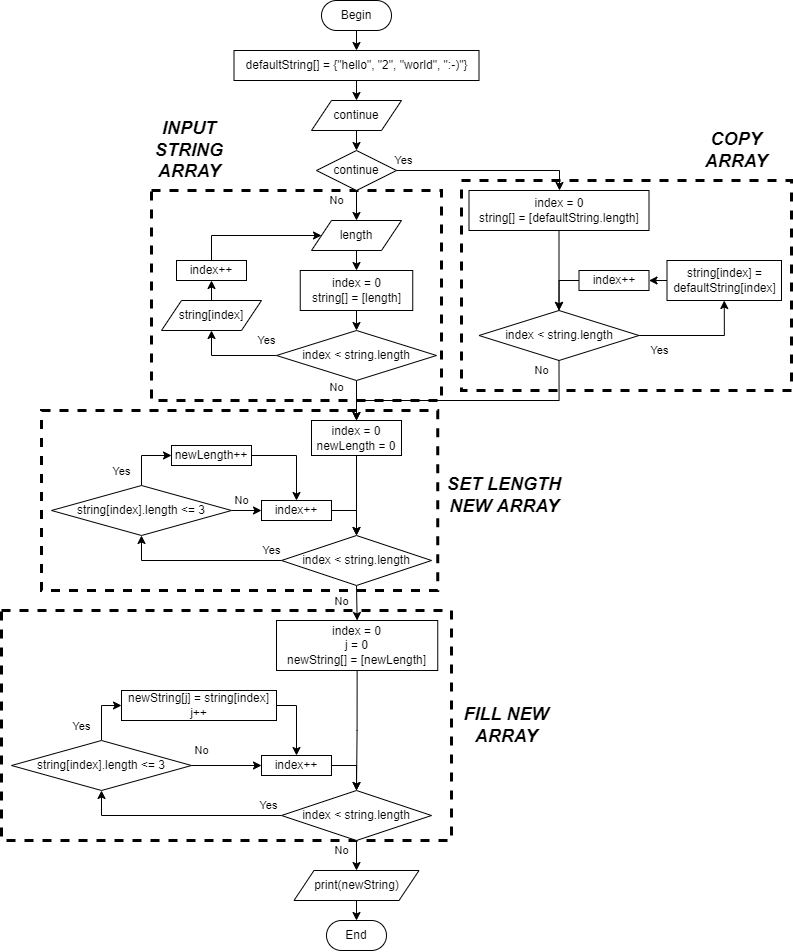 Begin
defaultString[] = {"hello", "2", "world", ":-)"}
continue
INPUT
STRING
ARRAY
COPY
ARRAY
continue
Yes
No
index = 0
string[] = [defaultString.length]
length
index++
index = 0
string[] = [length]
string[index]
Yes
index < string.length
No
index++
string[index] =
defaultString[index]
index < string.length
Yes
No
index = 0
newLength = 0
newLength++
Yes
SET LENGTH
NEW ARRAY
string[index].length <= 3
No
index++
Yes
index < string.length
No
index = 0
j = 0
newString[] = [newLength]
newString[j] = string[index]
j++
Yes
FILL NEW
ARRAY
string[index].length <= 3
No
index++
Yes
index < string.length
No
print(newString)
End